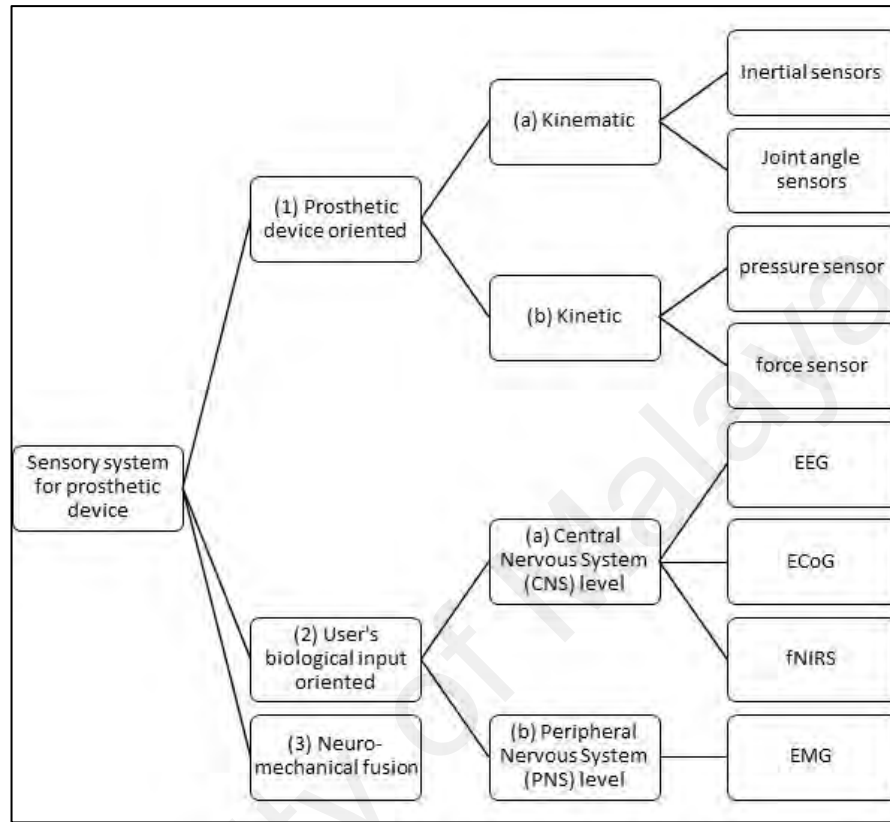 Sensory system
for prosthetic
device
(1) Prosthetic
device oriented
(a) Kinematic
Inertial sensors
Joint angle
sensors
(b) Kinetic
pressure sensor
force sensor
(2) User's
biological input
oriented
(a) Central
Nervous System
(CNS) level
EEG
ECoG
fNIRS
(b) Peripheral
Nervous System
(PNS) level
EMG
(3) Neuro-
mechanical fusion
of Malaya